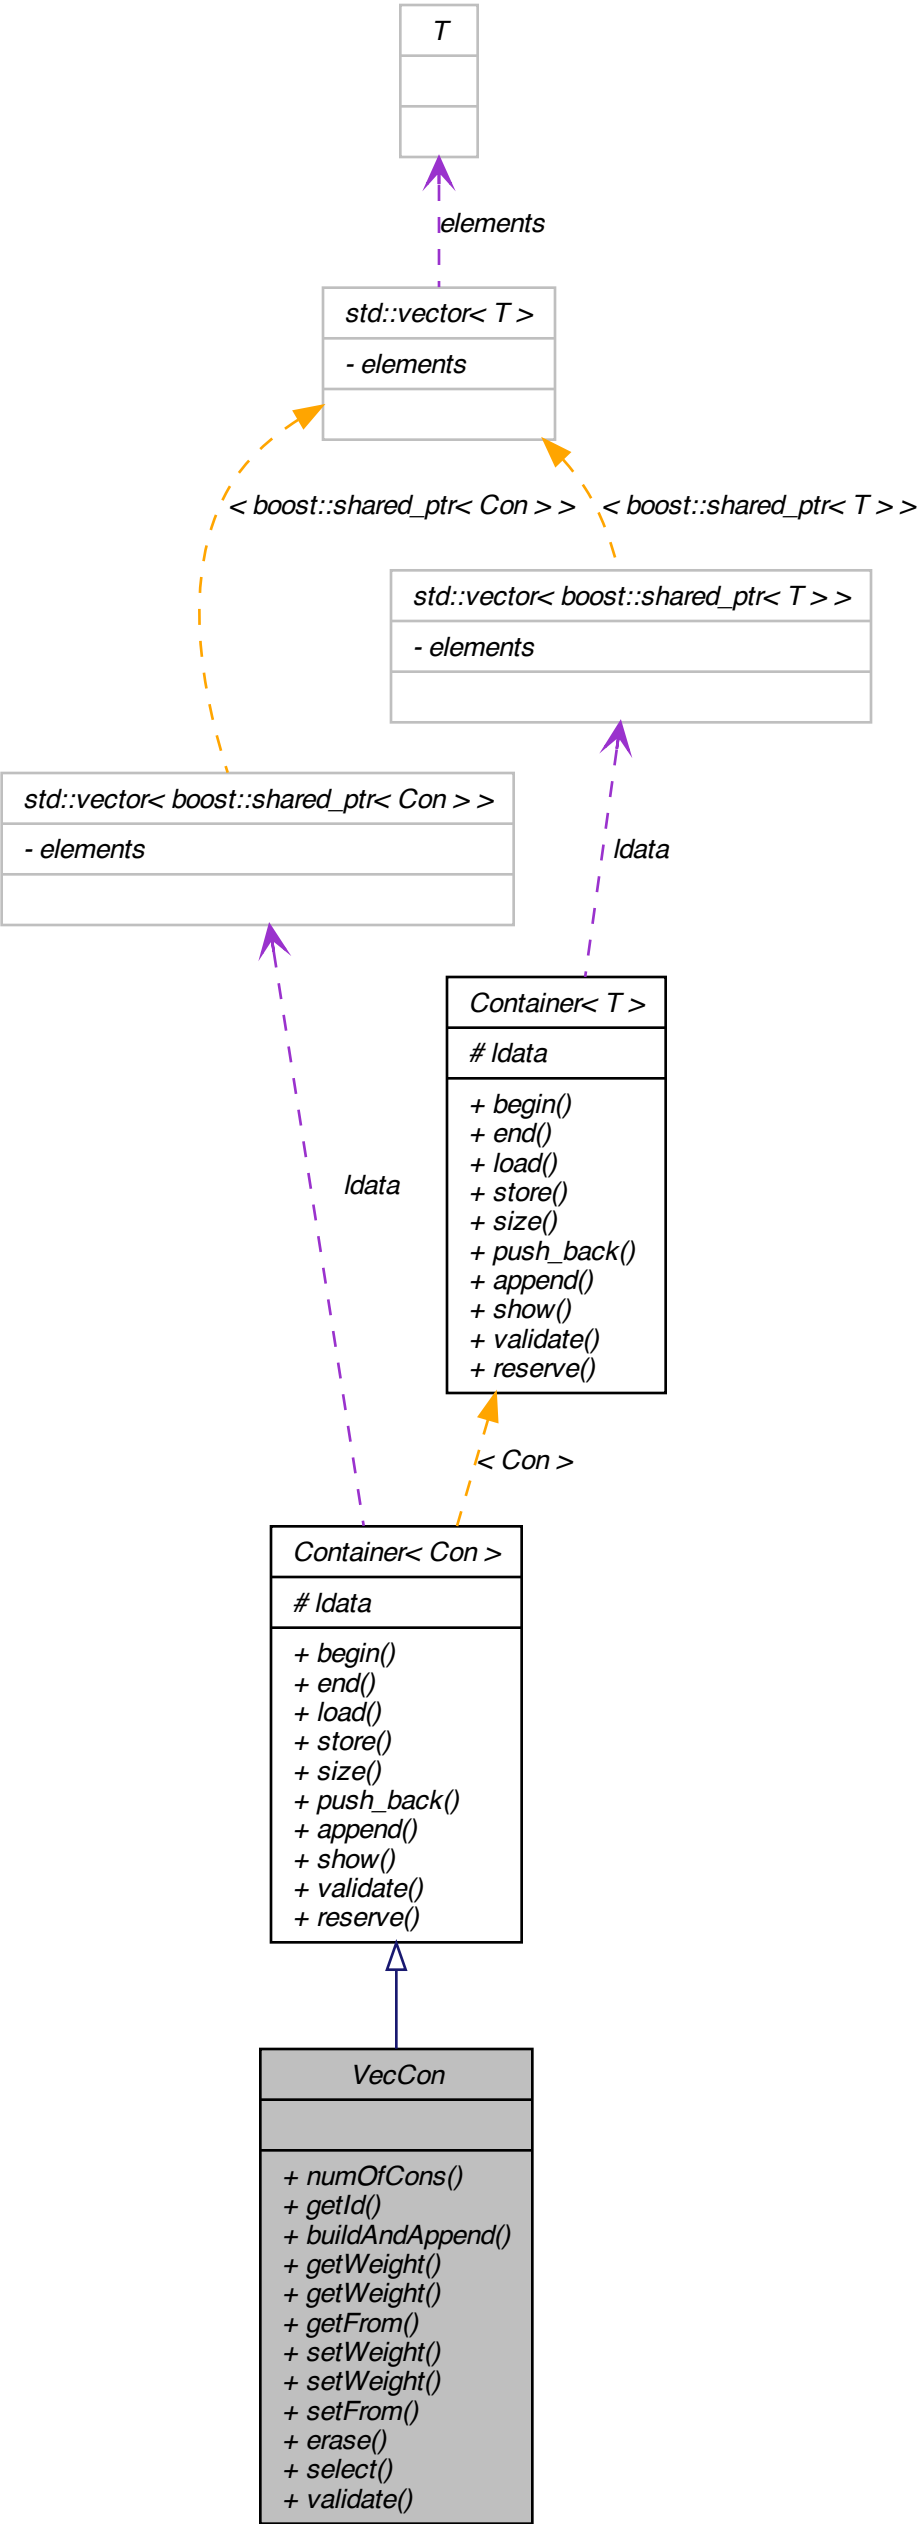 T
elements
std::vector< T >
- elements
< boost::shared_ptr< Con > >
< boost::shared_ptr< T > >
std::vector< boost::shared_ptr< T > >
- elements
std::vector< boost::shared_ptr< Con > >
- elements
ldata
Container< T >
# ldata
+ begin()
+ end()
+ load()
+ store()
+ size()
+ push_back()
+ append()
+ show()
+ validate()
+ reserve()
ldata
< Con >
Container< Con >
# ldata
+ begin()
+ end()
+ load()
+ store()
+ size()
+ push_back()
+ append()
+ show()
+ validate()
+ reserve()
VecCon
+ numOfCons()
+ getId()
+ buildAndAppend()
+ getWeight()
+ getWeight()
+ getFrom()
+ setWeight()
+ setWeight()
+ setFrom()
+ erase()
+ select()
+ validate()